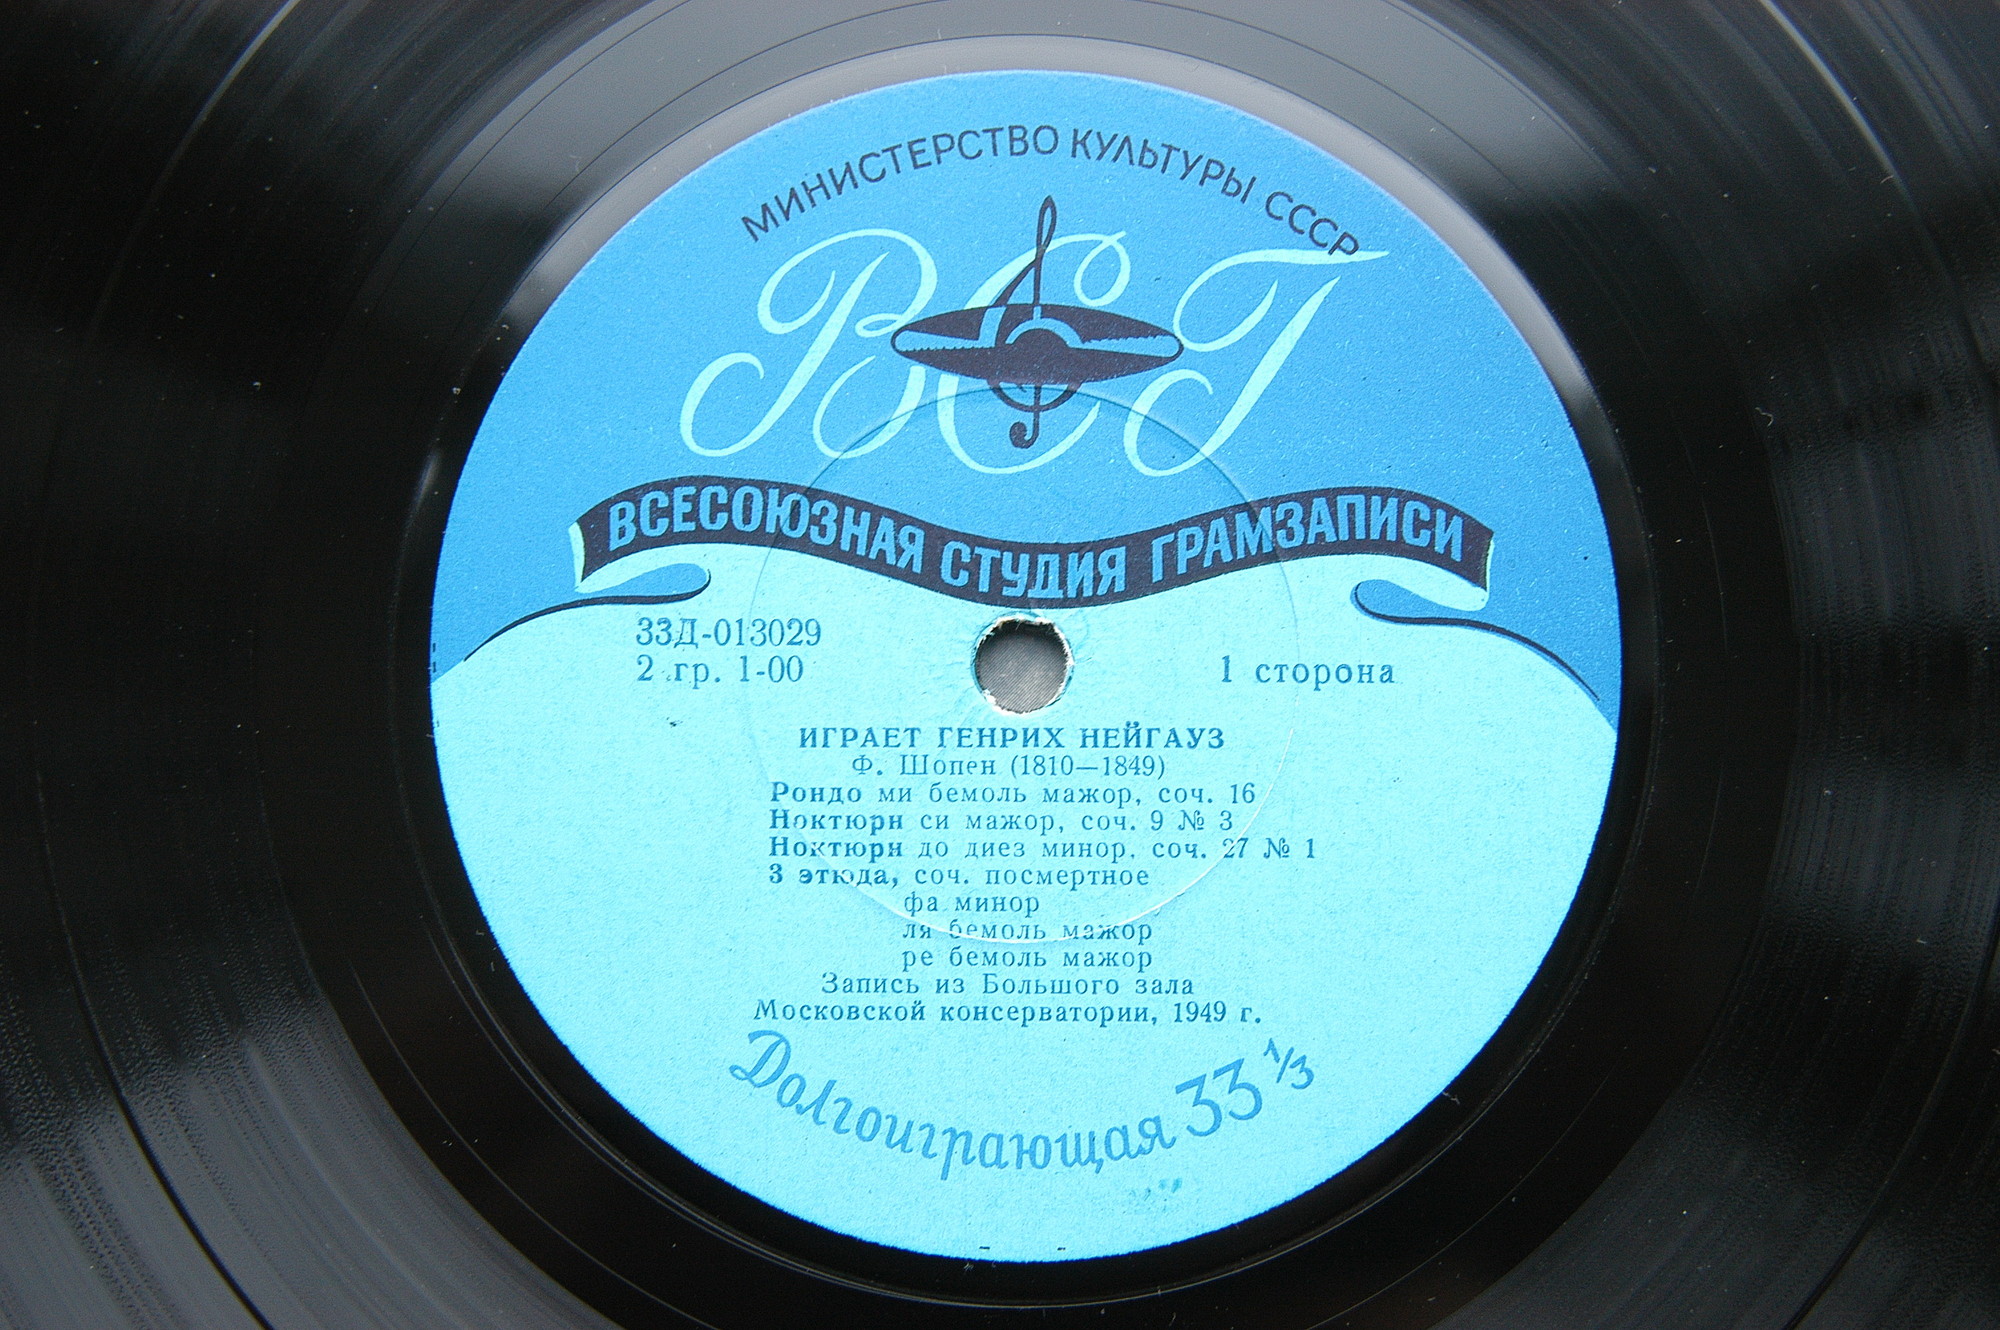 МИНИСТЕРСТВО КУЛЬТУРЫ СССР
ВСГ
ВСЕСОЮЗНАЯ СТУДИЯ ГРАМЗАПИСИ
33Д-013029
2 гр. 1-00
1 сторона
ИГРАЕТ ГЕНРИХ НЕЙГАУЗ
Ф. Шопен (1810—1849)
Рондо ми бемоль мажор, соч. 16
Ноктюрн си мажор, соч. 9 № 3
Ноктюрн до диез минор, соч. 27 № 1
3 этюда, соч. посмертное
фа минор
ля бемоль мажор
ре бемоль мажор
Запись из Большого зала
Московской консерватории, 1949 г.
Долгоиграющая 33 1/3